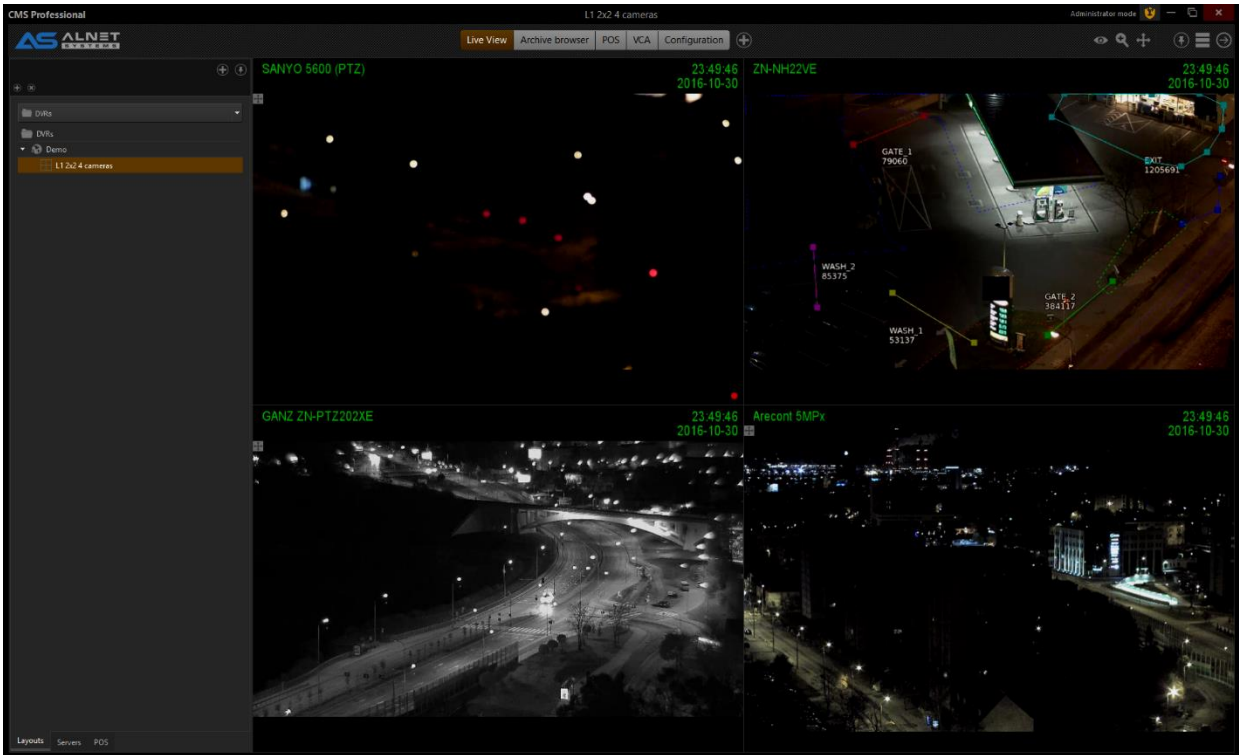 CMS Professional
L1 2x2 4 cameras
Administrator mode
ALNET
SYSTEMS
Live View
Archive browser
POS
VCA
Configuration
DVRs
DVRs
Demo
L1 2x2 4 cameras
SANYO 5600 (PTZ)
23:49:46
2016-10-30
ZN-NH22VE
23:49:46
2016-10-30
GATE_1
79060
EXIT
1205691
WASH_2
85375
GATE_2
384117
WASH_1
53137
GANZ ZN-PTZ202XE
23:49:46
2016-10-30
Arecont 5MPx
23:49:46
2016-10-30
Layouts
Servers
POS